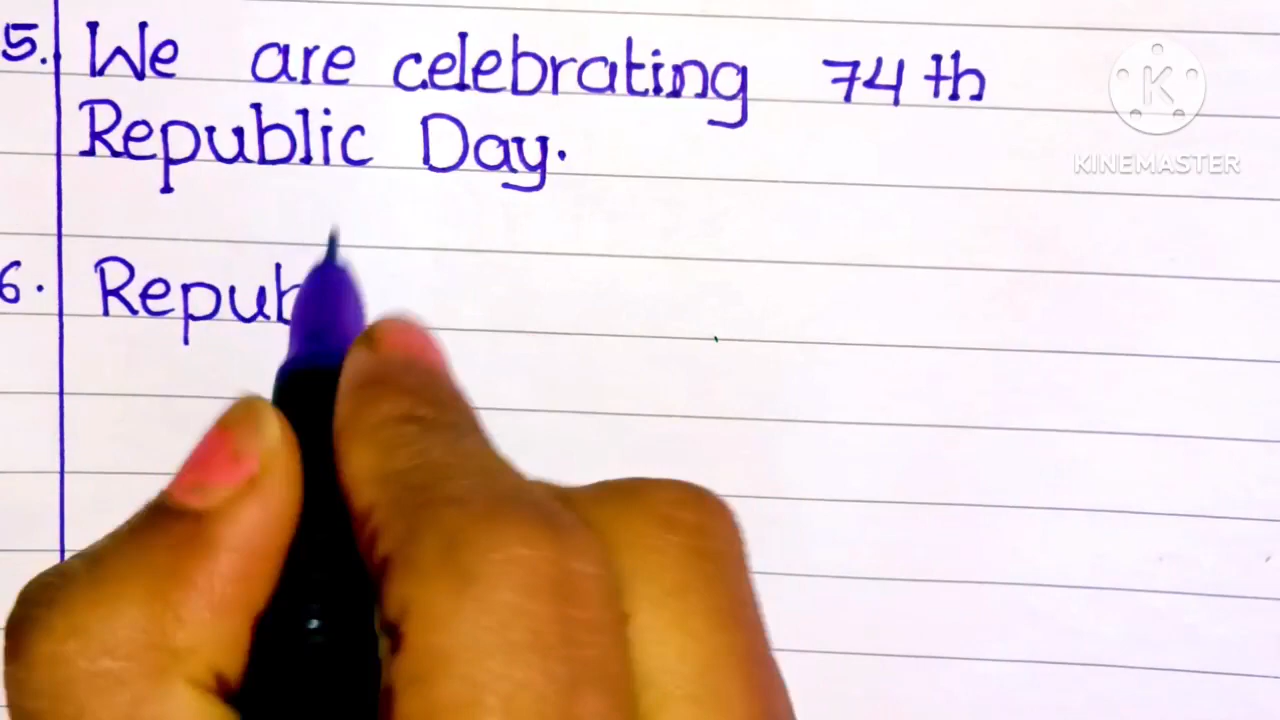 5. We are celebrating 74th
Republic Day.
6. Repub
K
KINEMASTER